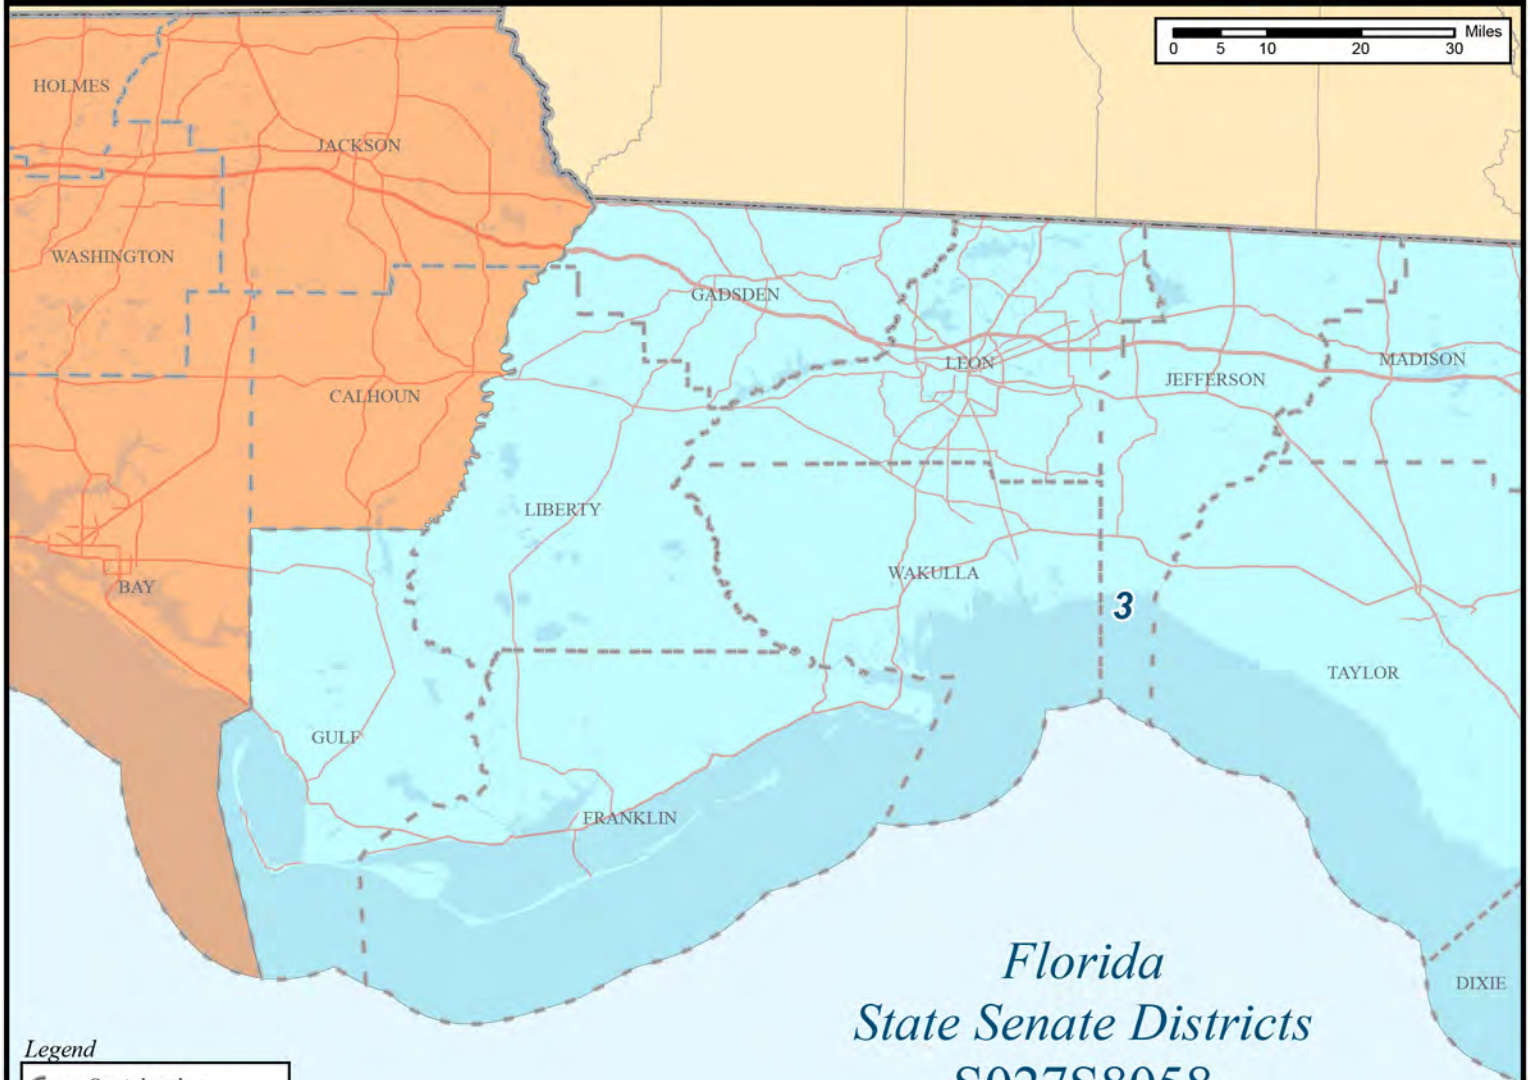 Miles
0 5 10 20 30
HOLMES
JACKSON
WASHINGTON
GADSDEN
LEON
MADISON
JEFFERSON
CALHOUN
LIBERTY
WAKULLA
BAY
3
TAYLOR
GULF
FRANKLIN
Florida
DIXIE
State Senate Districts
Legend
S027S8058